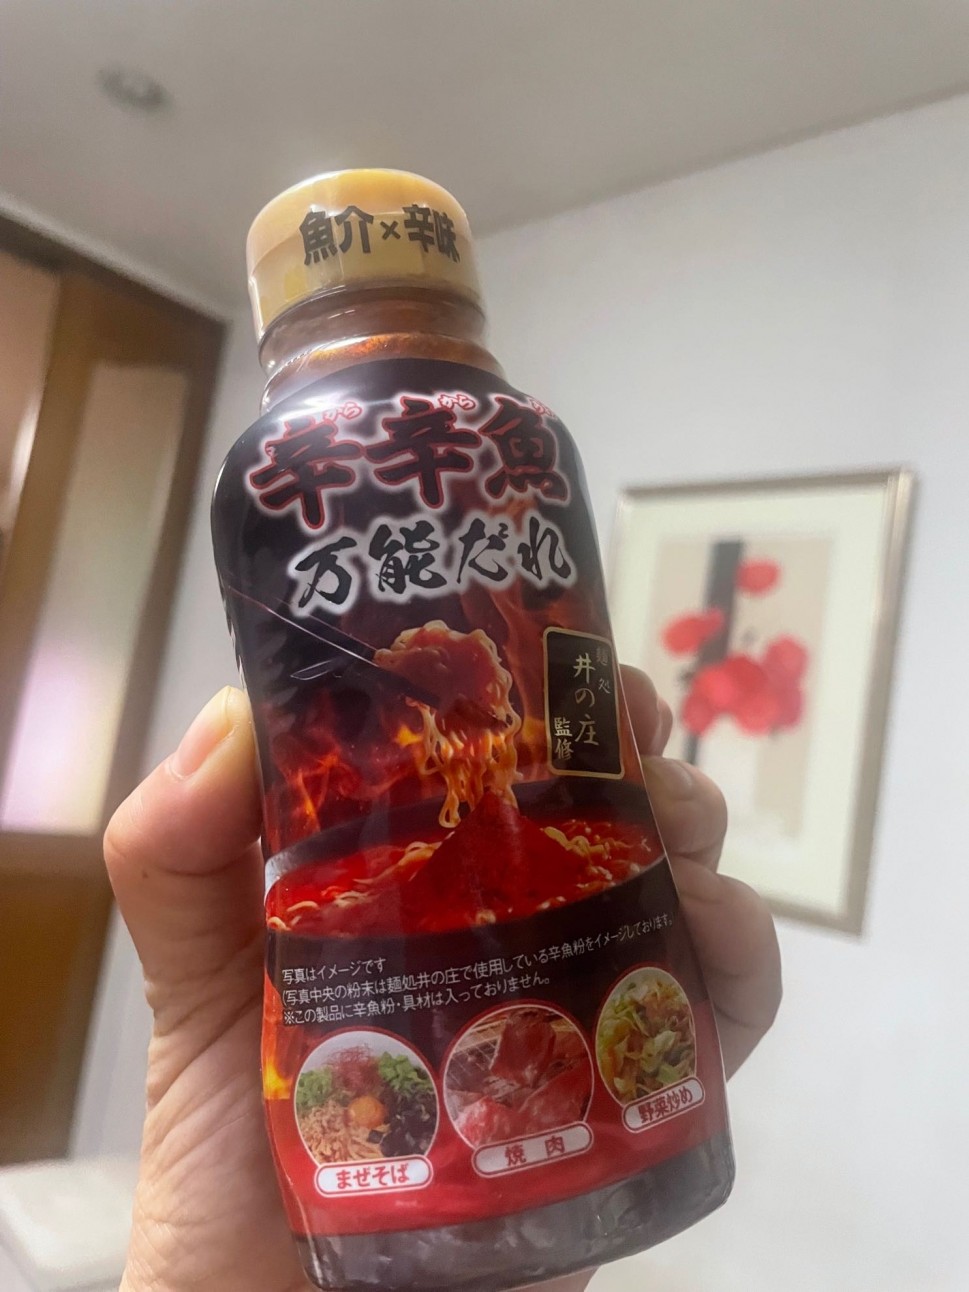 魚介×辛味
から から うお
辛辛魚
万能だれ
麺処
井の庄
監修
写真はイメージです
(写真中央の粉末は麺処井の庄で使用している辛魚粉をイメージしております。
※この製品に辛魚粉・具材は入っておりません。
まぜそば
焼肉
野菜炒め